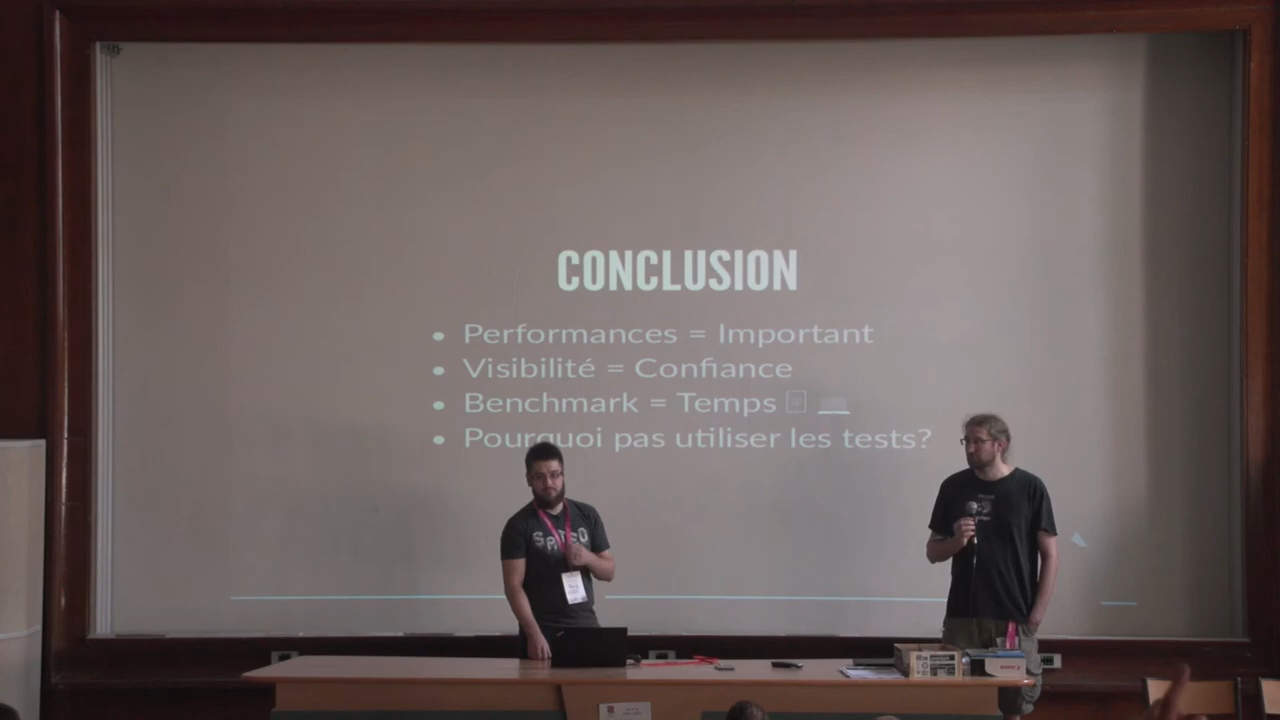 CONCLUSION
• Performances = Important
• Visibilité = Confiance
• Benchmark = Temps
• Pourquoi pas utiliser les tests?